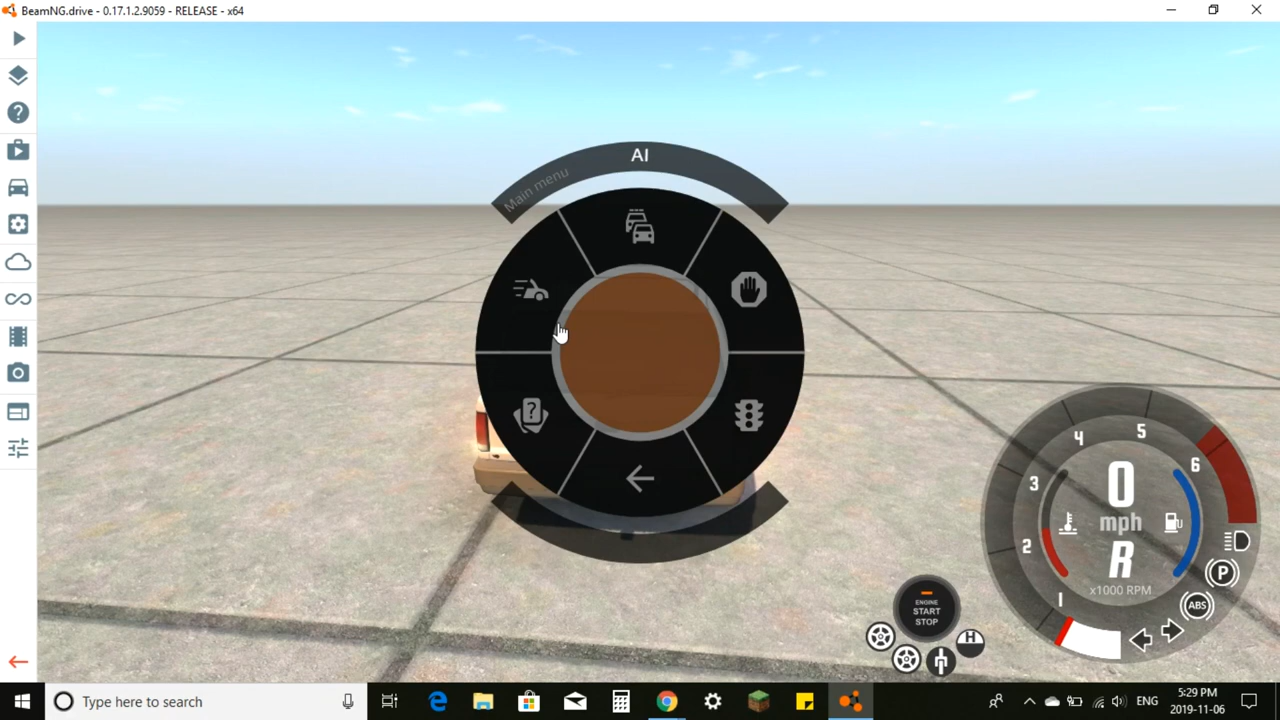 BeamNG.drive - 0.17.1.2.9059 - RELEASE - x64
AI
Main menu
1
2
3
4
5
6
0
mph
R
x1000 RPM
P
ABS
ENGINE
START
STOP
H
Type here to search
ENG
5:29 PM
2019-11-06